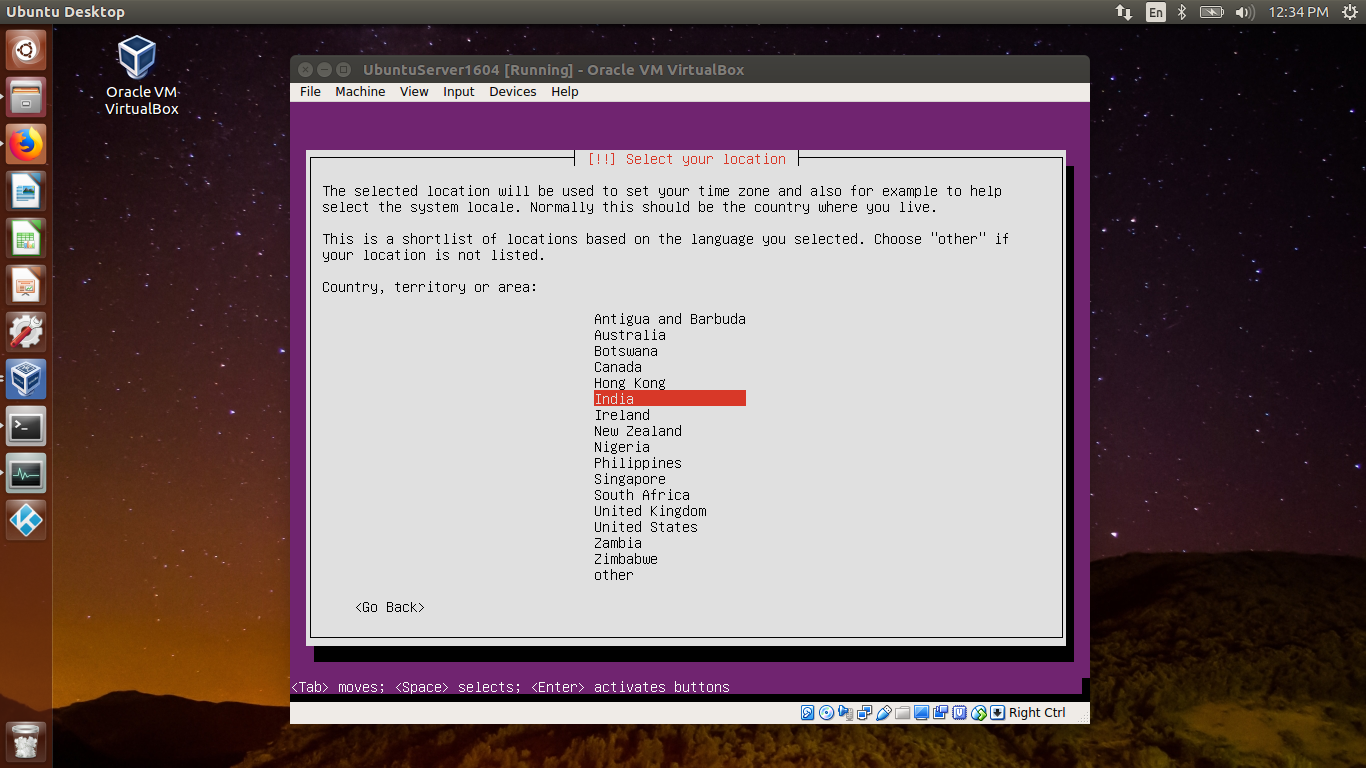 Ubuntu Desktop
En
12:34 PM
Oracle VM
VirtualBox
UbuntuServer1604 [Running] - Oracle VM VirtualBox
File Machine View Input Devices Help
[!!] Select your location
The selected location will be used to set your time zone and also for example to help
select the system locale. Normally this should be the country where you live.
This is a shortlist of locations based on the language you selected. Choose "other" if
your location is not listed.
Country, territory or area:
Antigua and Barbuda
Australia
Botswana
Canada
Hong Kong
India
Ireland
New Zealand
Nigeria
Philippines
Singapore
South Africa
United Kingdom
United States
Zambia
Zimbabwe
other
<Go Back>
<Tab> moves; <Space> selects; <Enter> activates buttons
Right Ctrl